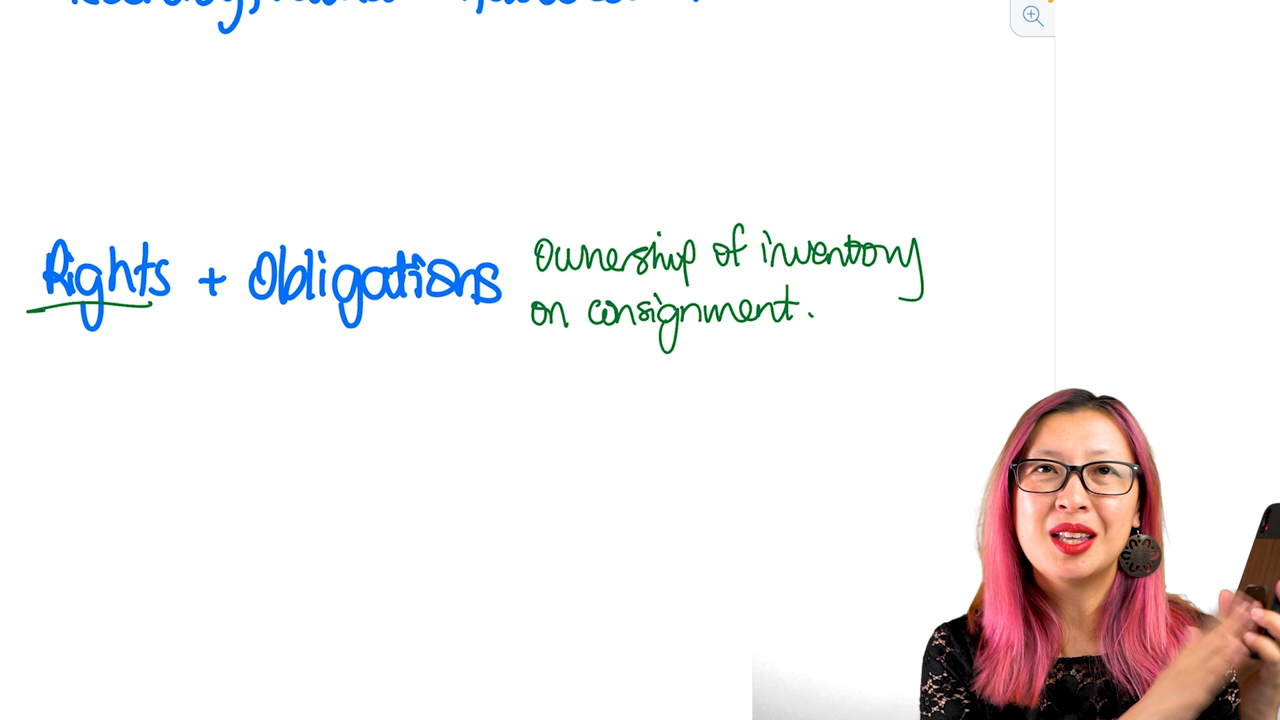 Rights + Obligations
Ownership of inventory
on consignment.